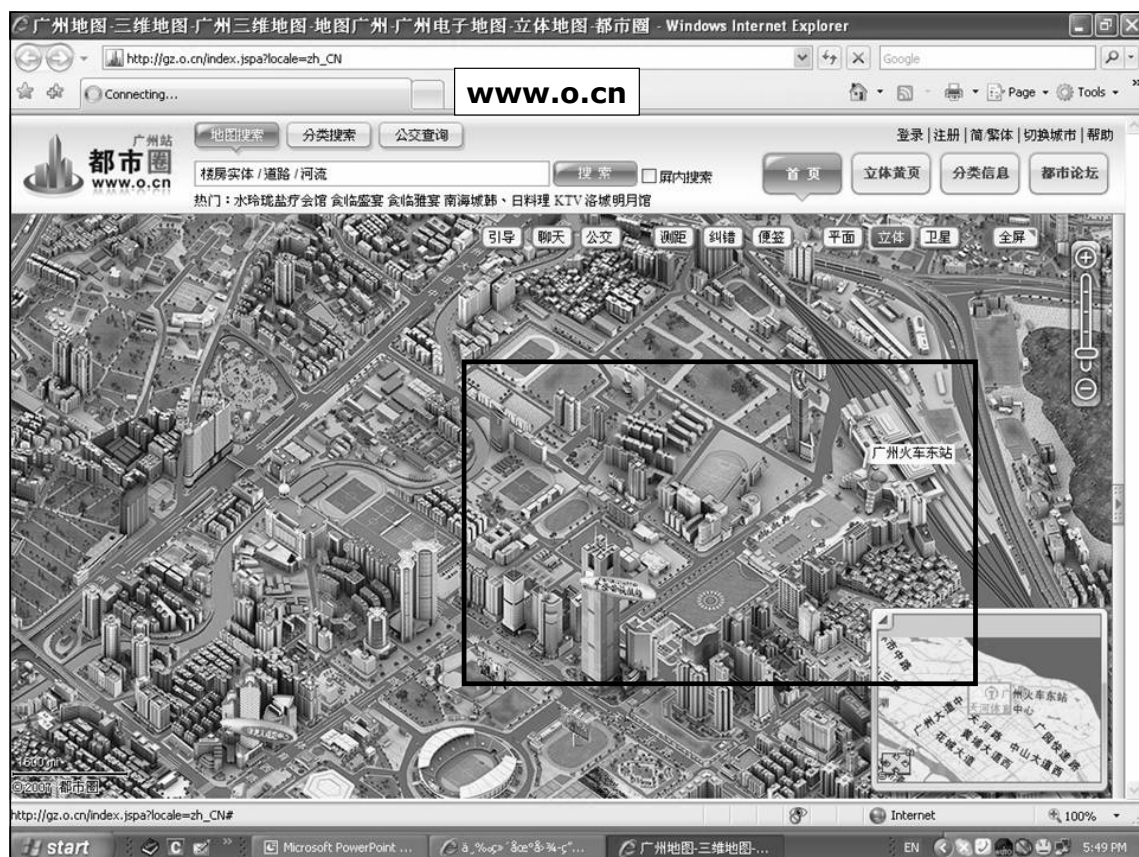 广州地图-三维地图-广州三维地图-地图广州-广州电子地图-立体地图-都市圈 - Windows Internet Explorer
http://gz.o.cn/index.jspa?locale=zh_CN
Google
Connecting...
www.o.cn
Page
Tools
广州站
都市圈
www.o.cn
地图搜索 分类搜索 公交查询
登录 | 注册 | 简/繁体 | 切换城市 | 帮助
楼房实体 / 道路 / 河流
搜 索
屏内搜索
首 页 立体黄页 分类信息 都市论坛
热门：水玲珑盐疗会馆 食临盛宴 食临雅宴 南海城韩、日料理 KTV 洛城明月馆
引导 聊天 公交 测距 纠错 便签 平面 立体 卫星 全屏
广州火车东站
广州火车东站
天河体育中心
广州大道中
天河路
广园快速路
花城大道
黄埔大道西
中山大道西
©2007 都市圈
http://gz.o.cn/index.jspa?locale=zh_CN#
Internet
100%
start
Microsoft PowerPoint ...
广州地图-三维地图-...
EN
5:49 PM